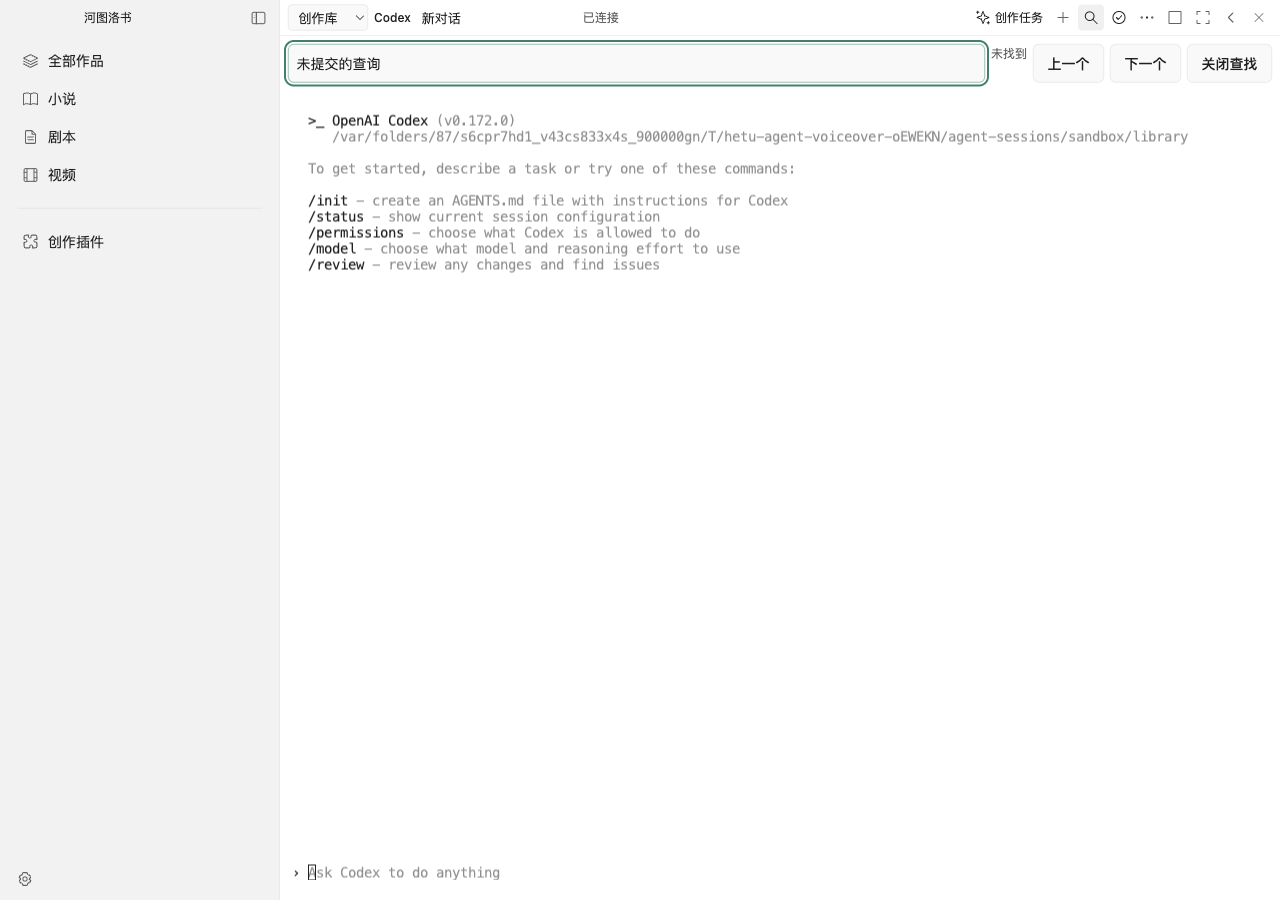 河图洛书
全部作品
小说
剧本
视频
创作插件
创作库 Codex 新对话 已连接 创作任务
未提交的查询 未找到 上一个 下一个 关闭查找
>_ OpenAI Codex (v0.172.0)
/var/folders/87/s6cpr7hd1_v43cs833x4s_900000gn/T/hetu-agent-voiceover-oEWEKN/agent-sessions/sandbox/library
To get started, describe a task or try one of these commands:
/init – create an AGENTS.md file with instructions for Codex
/status – show current session configuration
/permissions – choose what Codex is allowed to do
/model – choose what model and reasoning effort to use
/review – review any changes and find issues
› Ask Codex to do anything